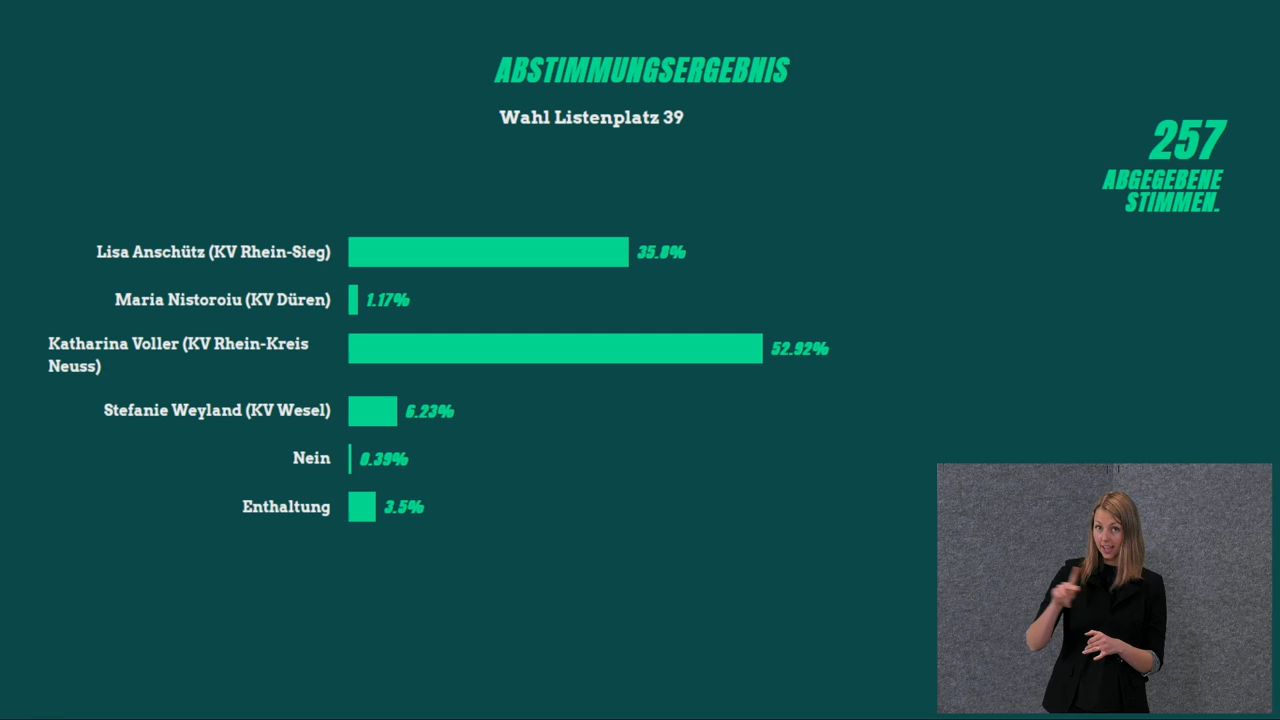 ABSTIMMUNGSERGEBNIS
Wahl Listenplatz 39
257
ABGEGEBENE
STIMMEN.
Lisa Anschütz (KV Rhein-Sieg) 35.8%
Maria Nistoroiu (KV Düren) 1.17%
Katharina Voller (KV Rhein-Kreis
Neuss) 52.92%
Stefanie Weyland (KV Wesel) 6.23%
Nein 0.39%
Enthaltung 3.5%